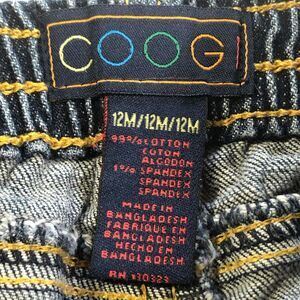 COOGI
12M/12M/12M
99% COTTON
COTON
ALGODON
1% SPANDEX
SPANDEX
SPANDEX
MADE IN
BANGLADESH
FABRIQUE EN
BANGLADESH
HECHO EN
BANGLADESH
RN 130323